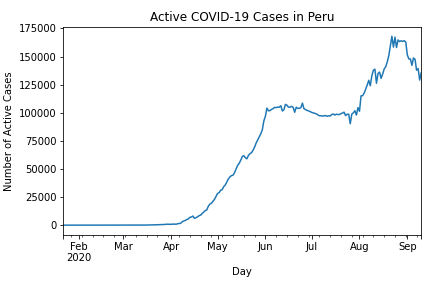 Active COVID-19 Cases in Peru
175000
150000
125000
100000
75000
50000
25000
0
Number of Active Cases
Feb Mar Apr May Jun Jul Aug Sep
2020
Day